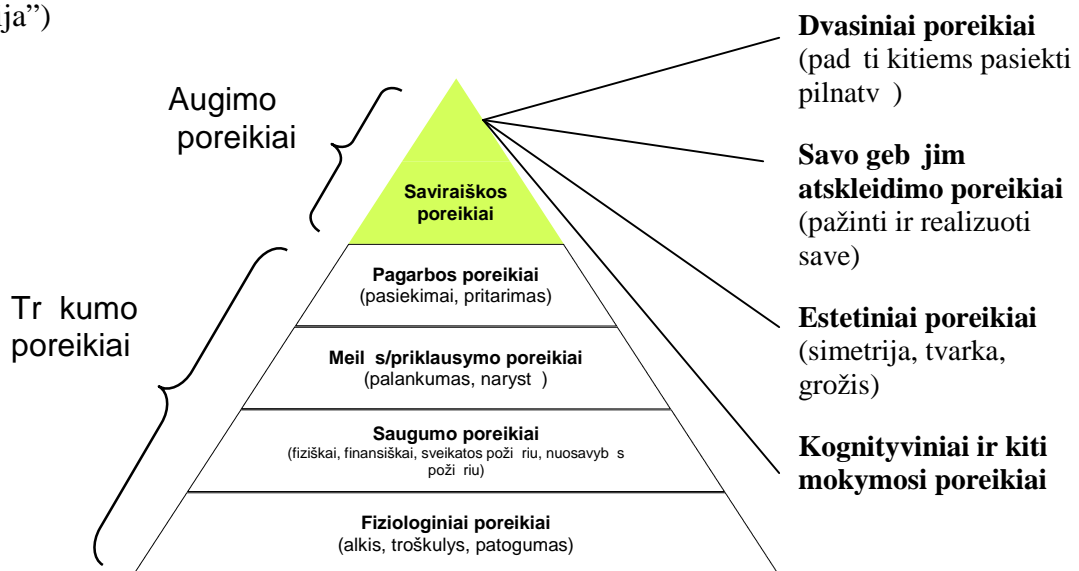 ija”)
Augimo
poreikiai
Saviraiškos
poreikiai
Tr kumo
poreikiai
Pagarbos poreikiai
(pasiekimai, pritarimas)
Meil s/priklausymo poreikiai
(palankumas, naryst )
Saugumo poreikiai
(fiziškai, finansiškai, sveikatos poži riu, nuosavyb s
poži riu)
Fiziologiniai poreikiai
(alkis, troškulys, patogumas)
Dvasiniai poreikiai
(pad ti kitiems pasiekti
pilnatv )
Savo geb jim
atskleidimo poreikiai
(pažinti ir realizuoti
save)
Estetiniai poreikiai
(simetrija, tvarka,
grožis)
Kognityviniai ir kiti
mokymosi poreikiai